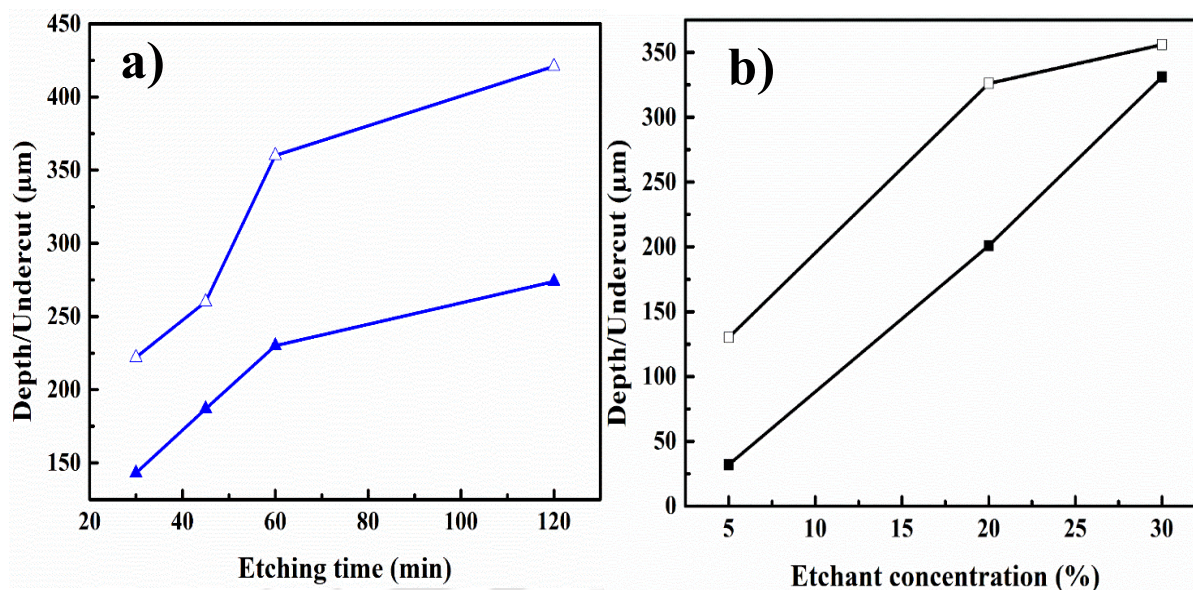 a)
Depth/Undercut (μm)
450
400
350
300
250
200
150
20 40 60 80 100 120
Etching time (min)
b)
Depth/Undercut (μm)
350
300
250
200
150
100
50
0
5 10 15 20 25 30
Etchant concentration (%)